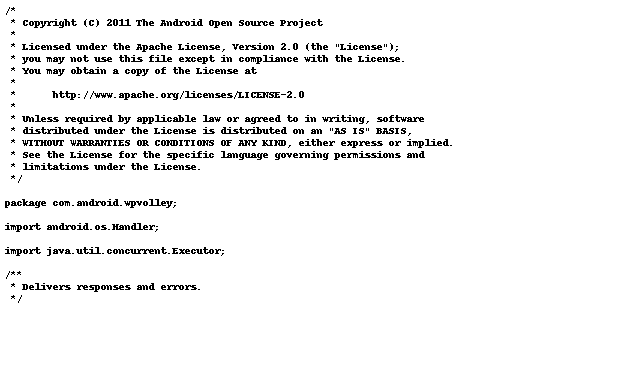 /*
 * Copyright (C) 2011 The Android Open Source Project
 *
 * Licensed under the Apache License, Version 2.0 (the "License");
 * you may not use this file except in compliance with the License.
 * You may obtain a copy of the License at
 *
 *      http://www.apache.org/licenses/LICENSE-2.0
 *
 * Unless required by applicable law or agreed to in writing, software
 * distributed under the License is distributed on an "AS IS" BASIS,
 * WITHOUT WARRANTIES OR CONDITIONS OF ANY KIND, either express or implied.
 * See the License for the specific language governing permissions and
 * limitations under the License.
 */

package com.android.wpvolley;

import android.os.Handler;

import java.util.concurrent.Executor;

/**
 * Delivers responses and errors.
 */